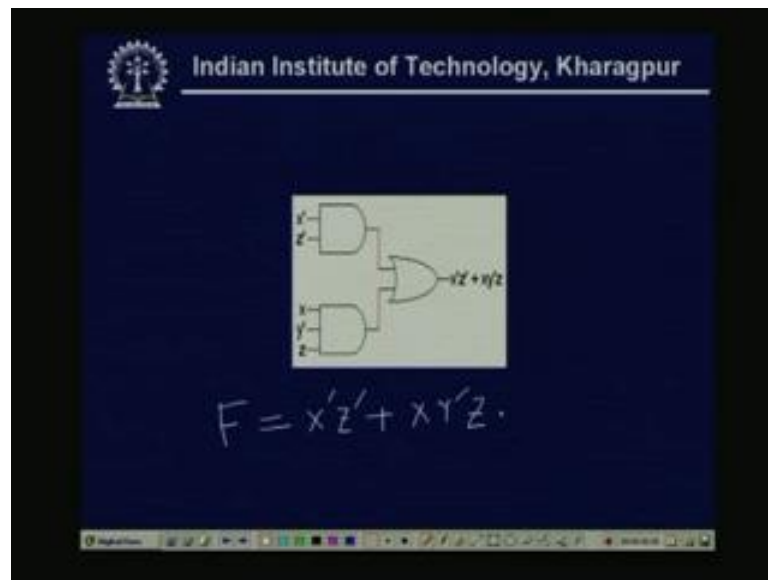 Indian Institute of Technology, Kharagpur
x'
z'
x'z' + xy'z
x
y'
z
F = x'z' + xy'z.